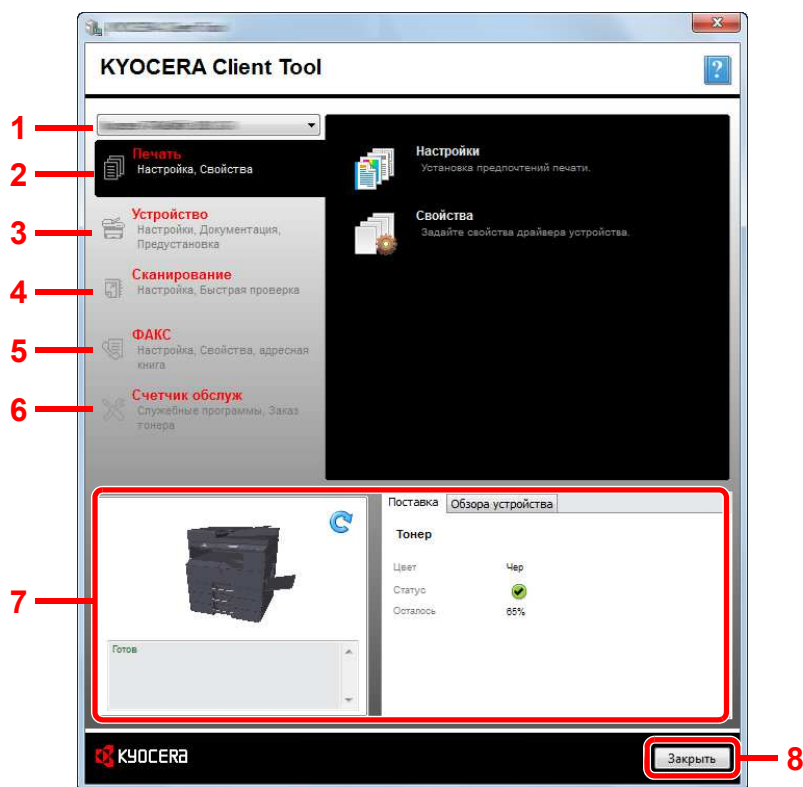 KYOCERA Client Tool
?
1
2
Печать
Настройка, Свойства
3
Устройство
Настройки, Документация,
Предустановка
4
Сканирование
Настройка, Быстрая проверка
5
ФАКС
Настройка, Свойства, адресная
книга
6
Счетчик обслуж
Служебные программы, Заказ
тонера
Настройки
Установка предпочтений печати.
Свойства
Задайте свойства драйвера устройства.
7
Готов
Поставка
Обзора устройства
Тонер
Цвет Чер
Статус
Осталось 65%
KYOCERA
Закрыть
8